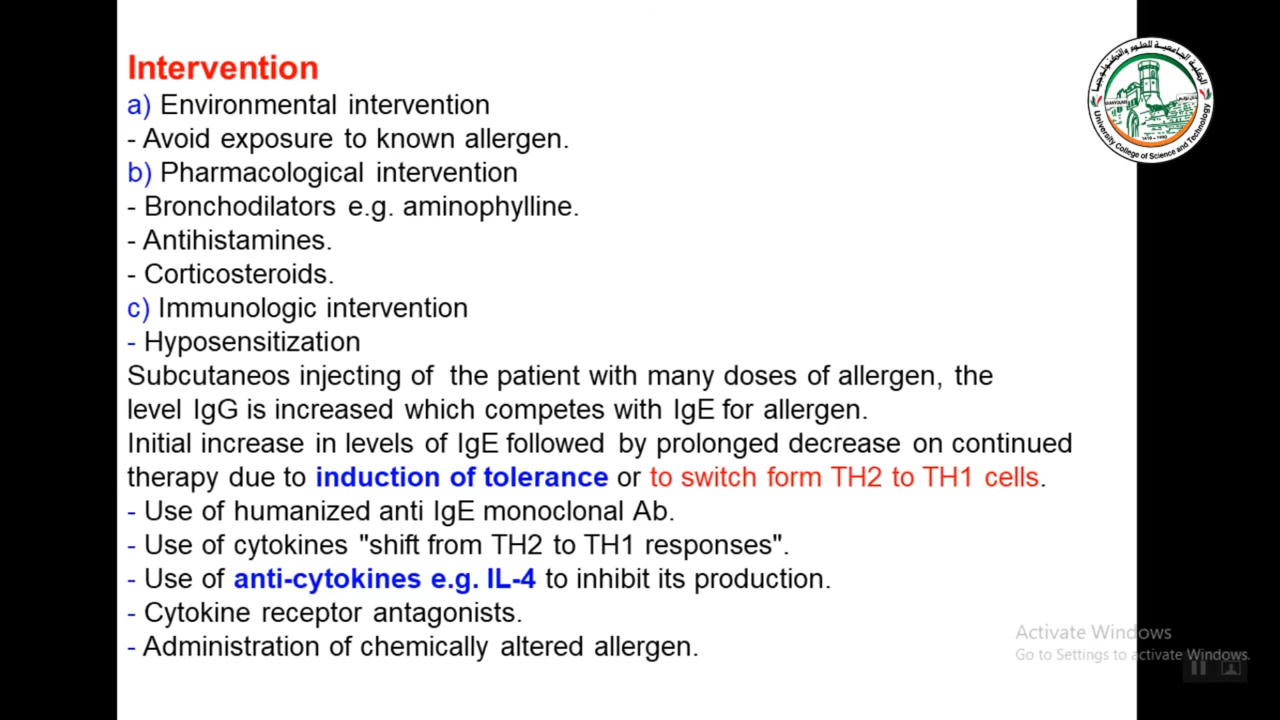 Intervention
a) Environmental intervention
- Avoid exposure to known allergen.
b) Pharmacological intervention
- Bronchodilators e.g. aminophylline.
- Antihistamines.
- Corticosteroids.
c) Immunologic intervention
- Hyposensitization
Subcutaneos injecting of the patient with many doses of allergen, the
level IgG is increased which competes with IgE for allergen.
Initial increase in levels of IgE followed by prolonged decrease on continued
therapy due to induction of tolerance or to switch form TH2 to TH1 cells.
- Use of humanized anti IgE monoclonal Ab.
- Use of cytokines "shift from TH2 to TH1 responses".
- Use of anti-cytokines e.g. IL-4 to inhibit its production.
- Cytokine receptor antagonists.
- Administration of chemically altered allergen.
الكلية الجامعية للعلوم والتكنولوجيا
University College of Science and Technology
Activate Windows
Go to Settings to activate Windows.